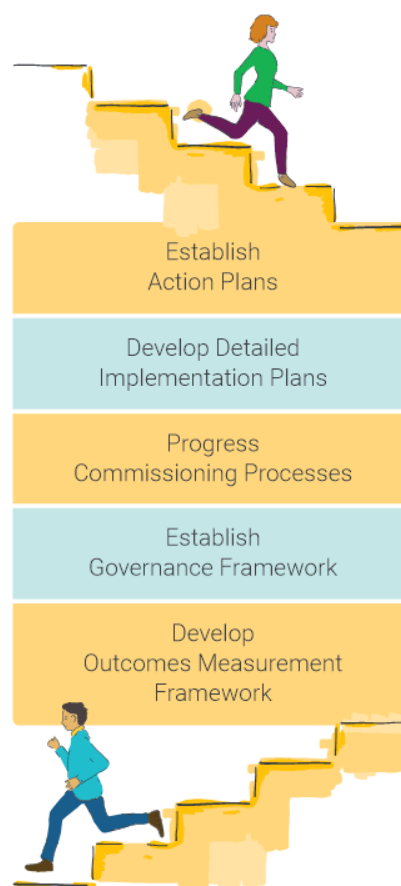 Establish
Action Plans
Develop Detailed
Implementation Plans
Progress
Commissioning Processes
Establish
Governance Framework
Develop
Outcomes Measurement
Framework